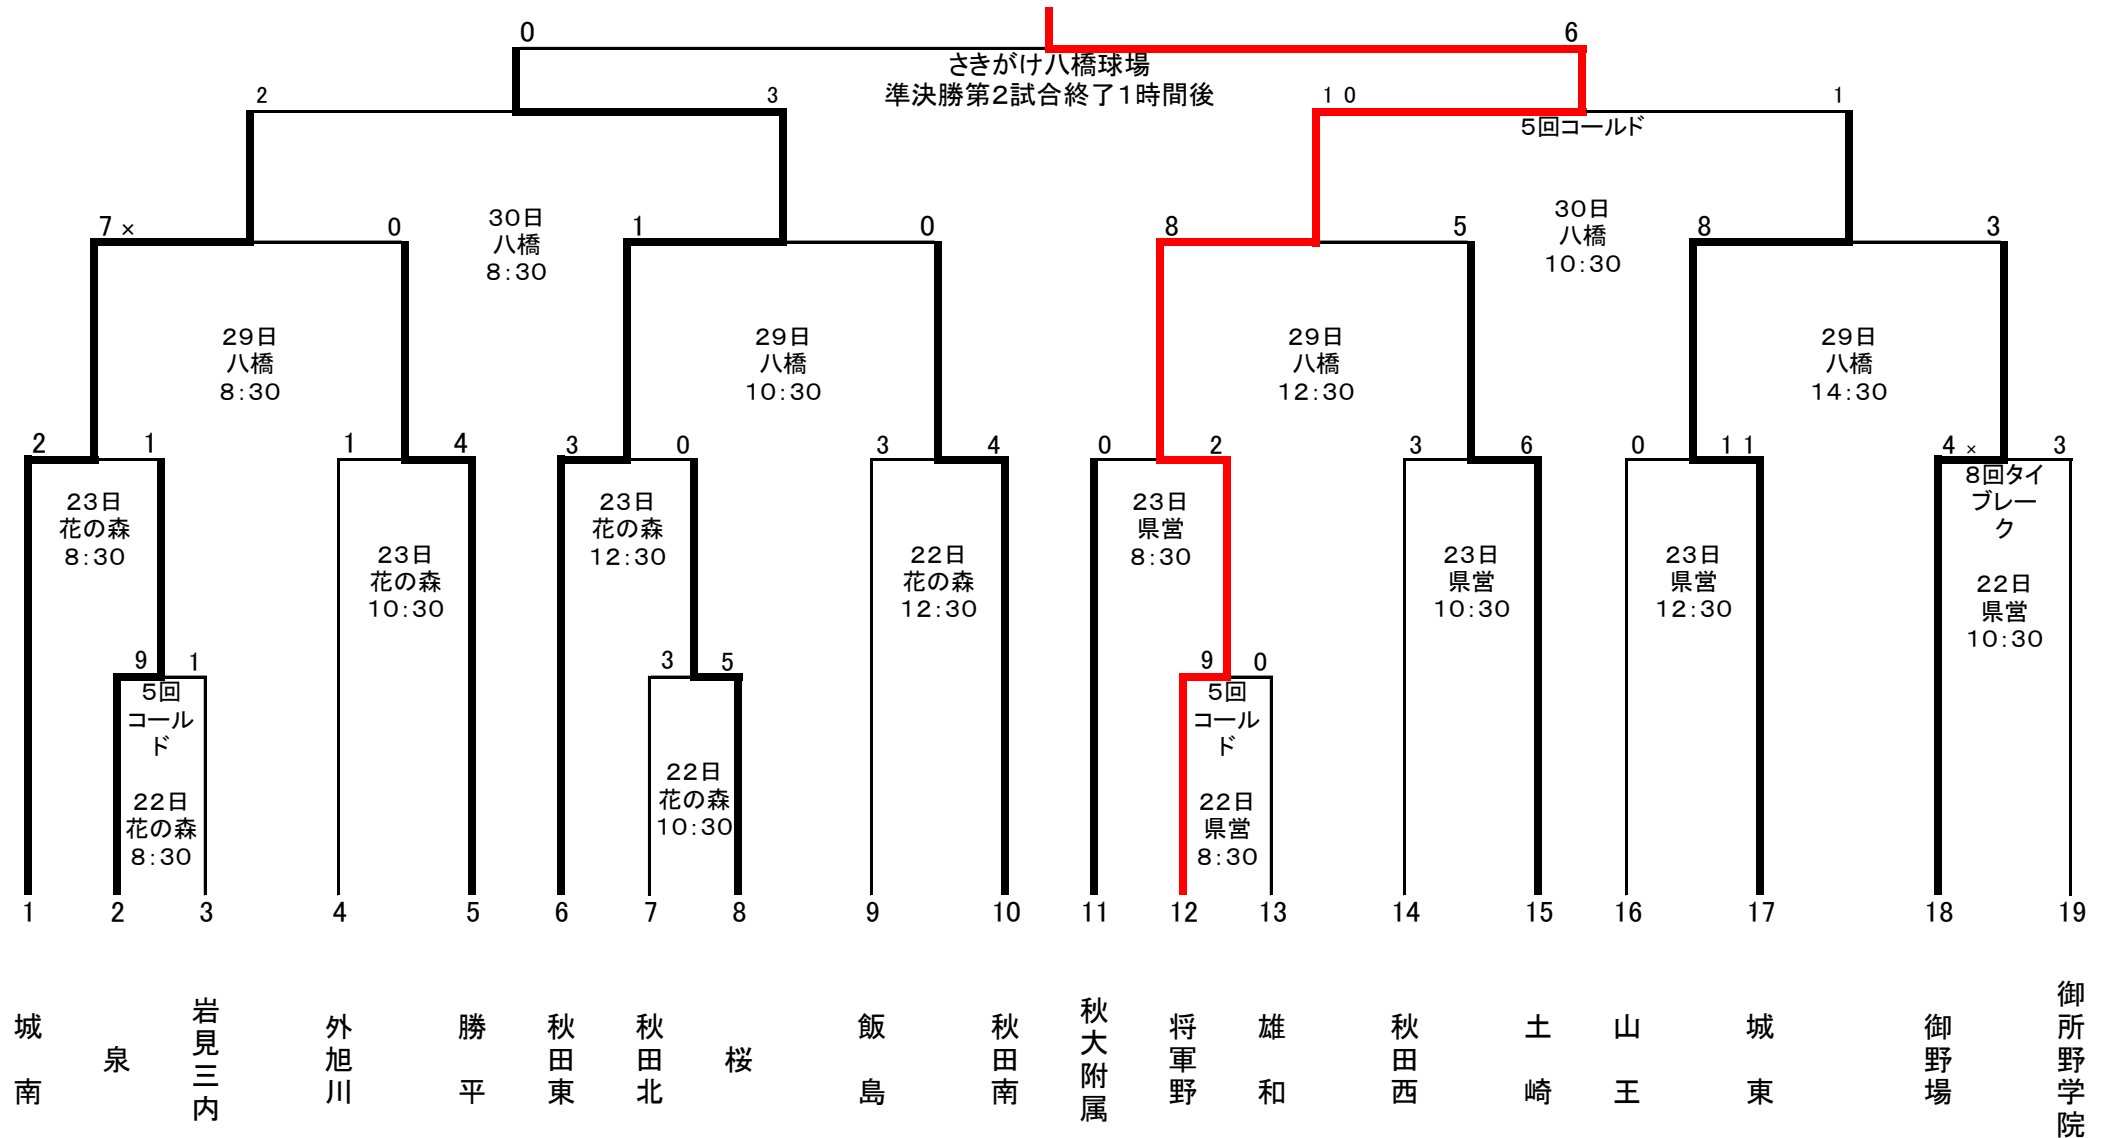 0 6
さきがけ八橋球場
準決勝第2試合終了1時間後
2 3 10 1
5回コールド
7× 0 1 0 8 5 8 3
30日
八橋
8:30
30日
八橋
10:30
29日
八橋
8:30
29日
八橋
10:30
29日
八橋
12:30
29日
八橋
14:30
2 1 1 4 3 0 3 4 0 2 3 6 0 11 4× 3
8回タイ
ブレー
ク
23日
花の森
8:30
23日
花の森
10:30
23日
花の森
12:30
22日
花の森
12:30
23日
県営
8:30
23日
県営
10:30
23日
県営
12:30
22日
県営
10:30
9 1 3 5 9 0
5回
コール
ド
22日
花の森
8:30
22日
花の森
10:30
5回
コール
ド
22日
県営
8:30
1 2 3 4 5 6 7 8 9 10 11 12 13 14 15 16 17 18 19
城南
泉
岩見三内
外旭川
勝平
秋田東
秋田北
桜
飯島
秋田南
秋大附属
将軍野
雄和
秋田西
土崎
山王
城東
御野場
御所野学院